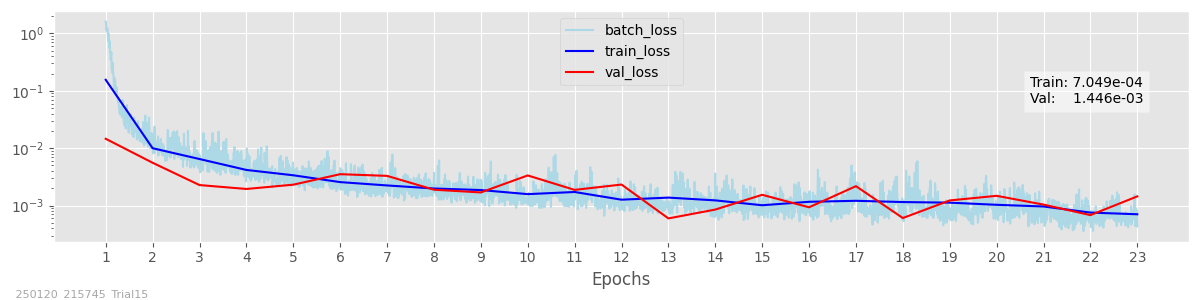 10⁰
10⁻¹
10⁻²
10⁻³
batch_loss
train_loss
val_loss
Train: 7.049e-04
Val: 1.446e-03
1 2 3 4 5 6 7 8 9 10 11 12 13 14 15 16 17 18 19 20 21 22 23
Epochs
250120_215745_Trial15